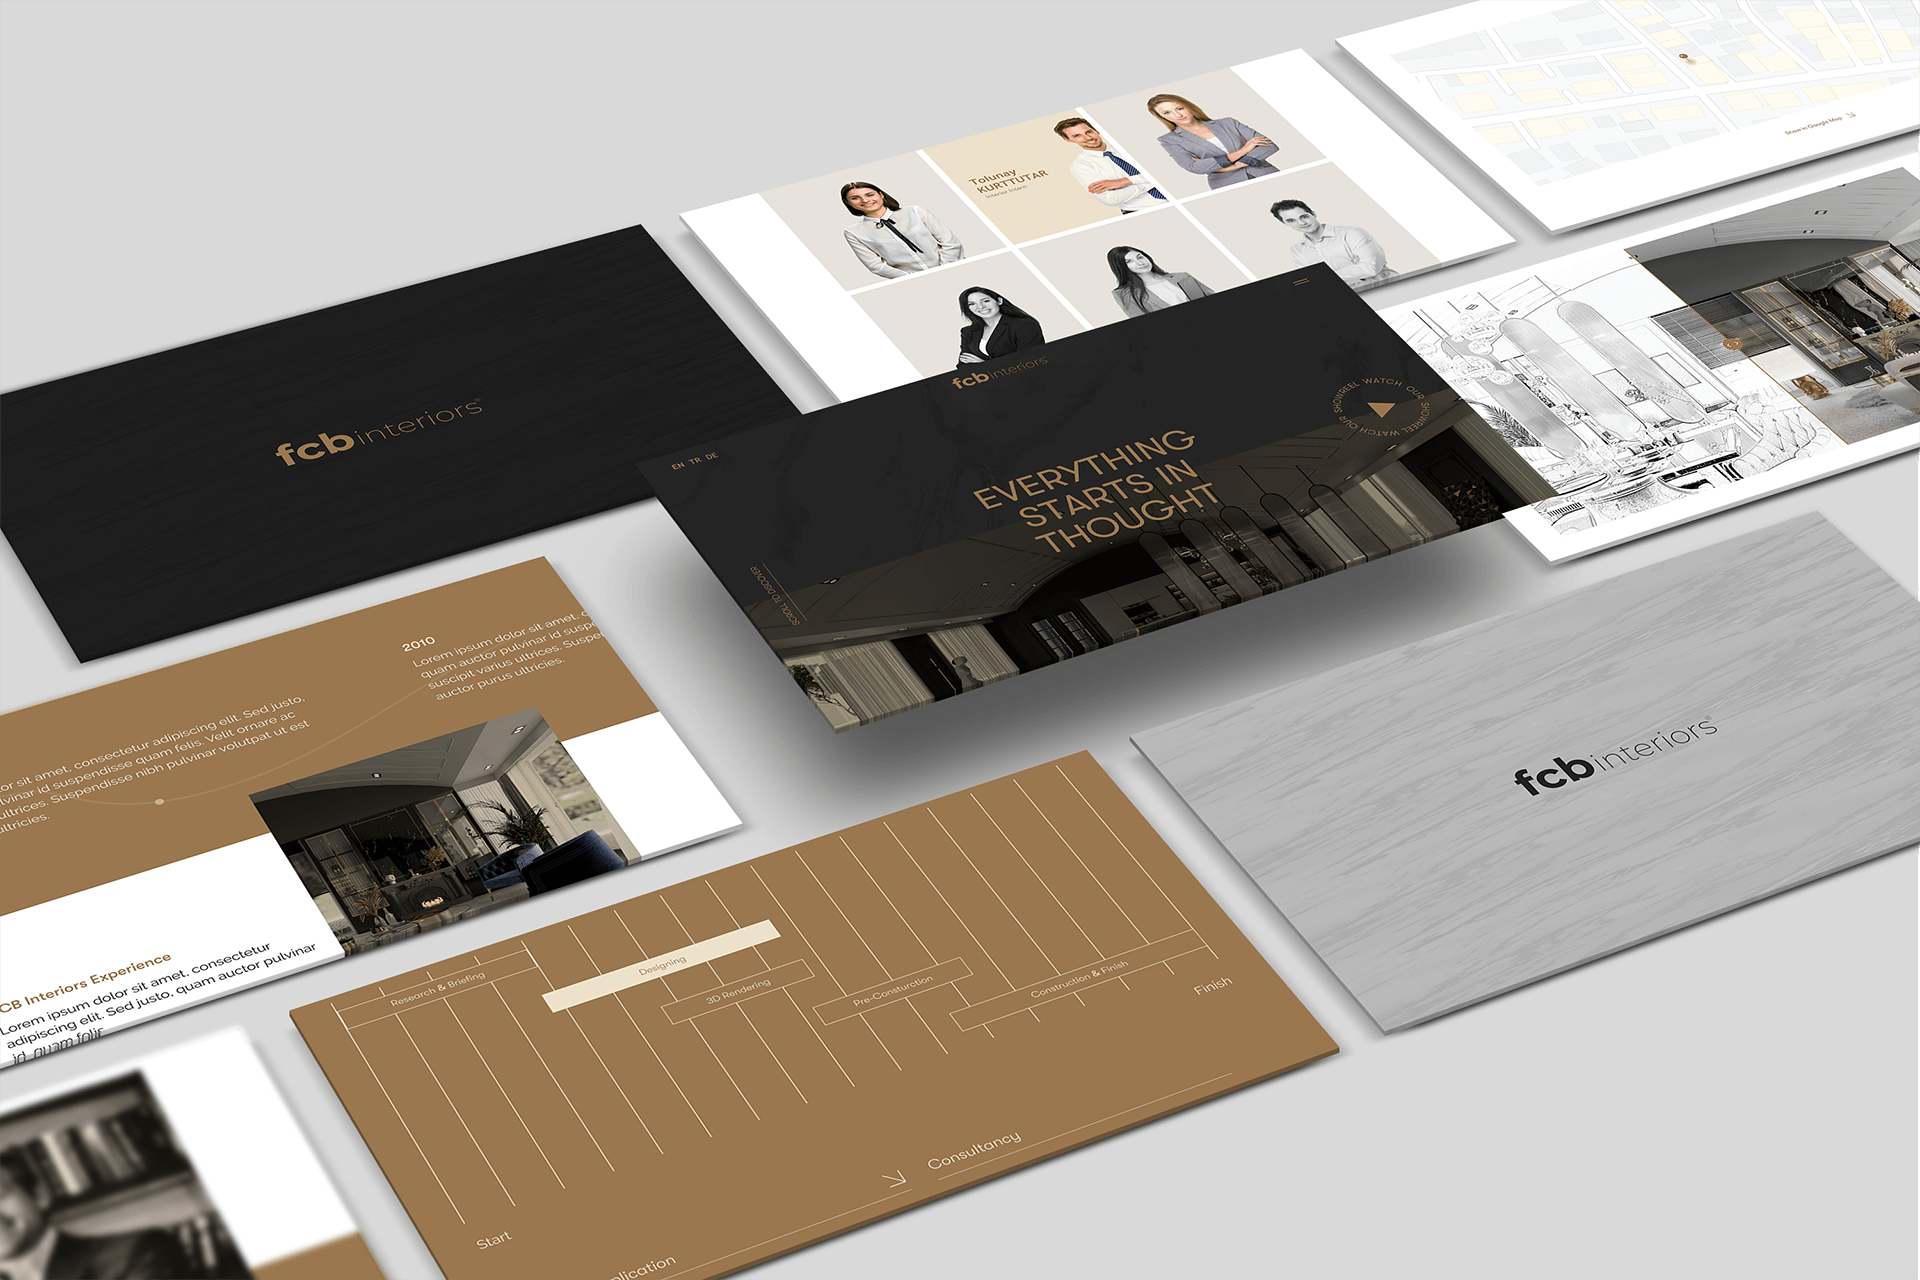 Show in Google Map
Tolunay
KURTTUTAR
Interior Intern
fcbinteriors®
fcbinteriors®
EN TR DE
WATCH OUR SHOWREEL WATCH OUR SHOWREEL
EVERYTHING
STARTS IN
THOUGHT
SCROLL TO DISCOVER
2010
Lorem ipsum dolor sit amet, c
quam auctor pulvinar id suspe
suscipit varius ultrices. Suspe
auctor purus ultricies.
or sit amet, consectetur adipiscing elit. Sed justo,
lvinar id suspendisse quam felis. Velit ornare ac
ultrices. Suspendisse nibh pulvinar volutpat ut est
ultricies.
CB Interiors Experience
Lorem ipsum dolor sit amet, consectetur
adipiscing elit. Sed justo, quam auctor pulvinar
id, quam
fcbinteriors®
Research & Briefing
Designing
3D Rendering
Pre-Consturction
Construction & Finish
Finish
Start
Consultancy
plication